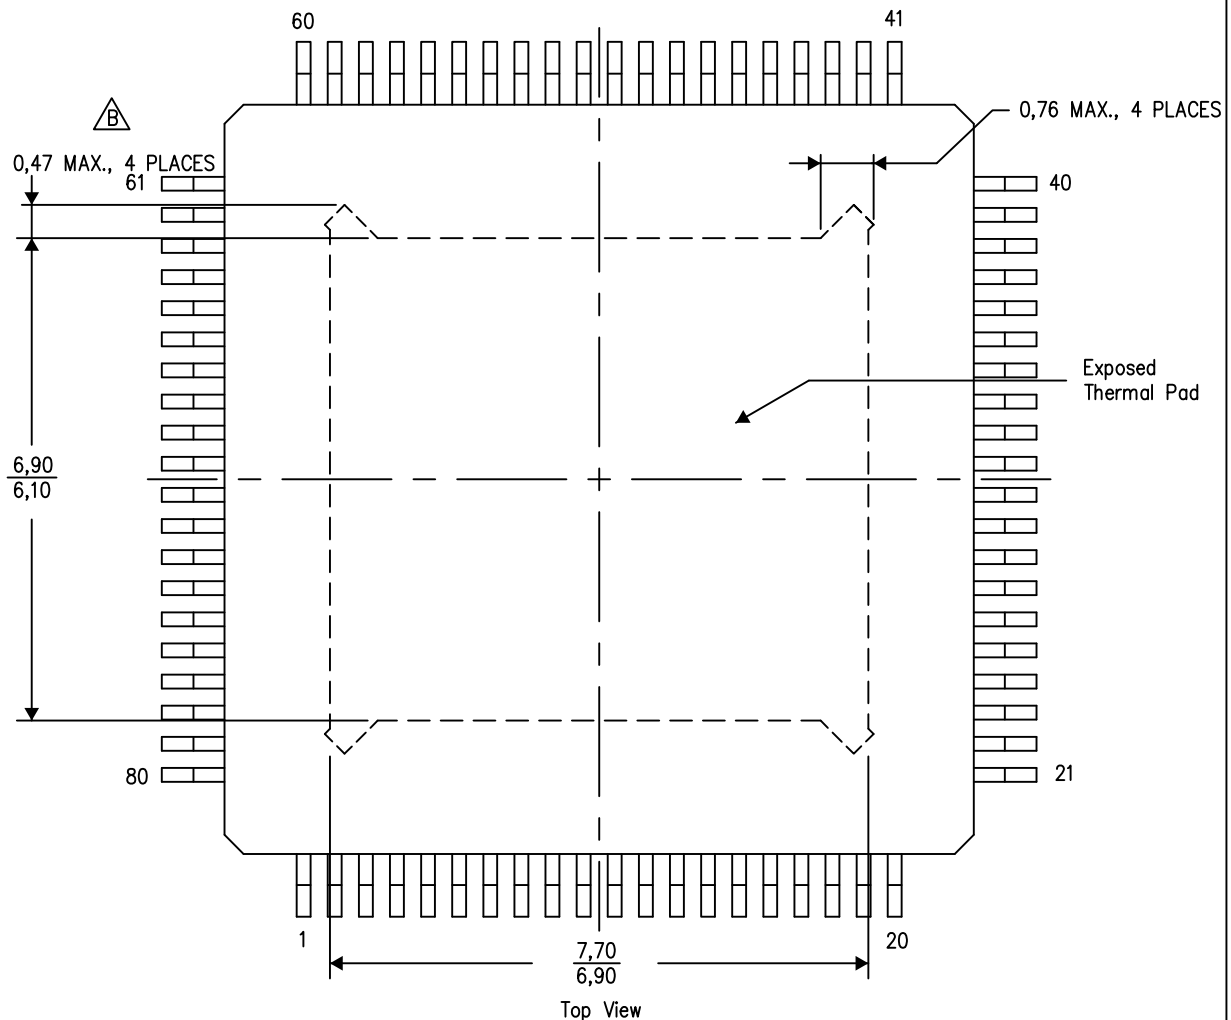 60
41
B
0,76 MAX., 4 PLACES
0,47 MAX., 4 PLACES
61
40
Exposed
Thermal Pad
6,90
6,10
80
21
1
20
7,70
6,90
Top View